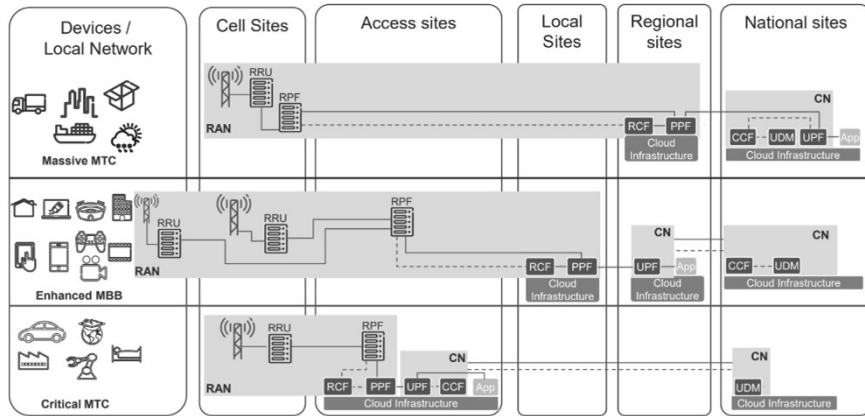 Devices /
Local Network
Cell Sites
Access sites
Local
Sites
Regional
sites
National sites
Massive MTC
RRU
RPF
RAN
RCF
PPF
Cloud
Infrastructure
CN
CCF
UDM
UPF
App
Cloud Infrastructure
Enhanced MBB
RRU
RRU
RPF
RAN
RCF
PPF
Cloud
Infrastructure
CN
UPF
App
Cloud
Infrastructure
CN
CCF
UDM
Cloud Infrastructure
Critical MTC
RRU
RPF
RAN
RCF
PPF
CN
UPF
CCF
App
Cloud Infrastructure
CN
UDM
Cloud Infrastructure